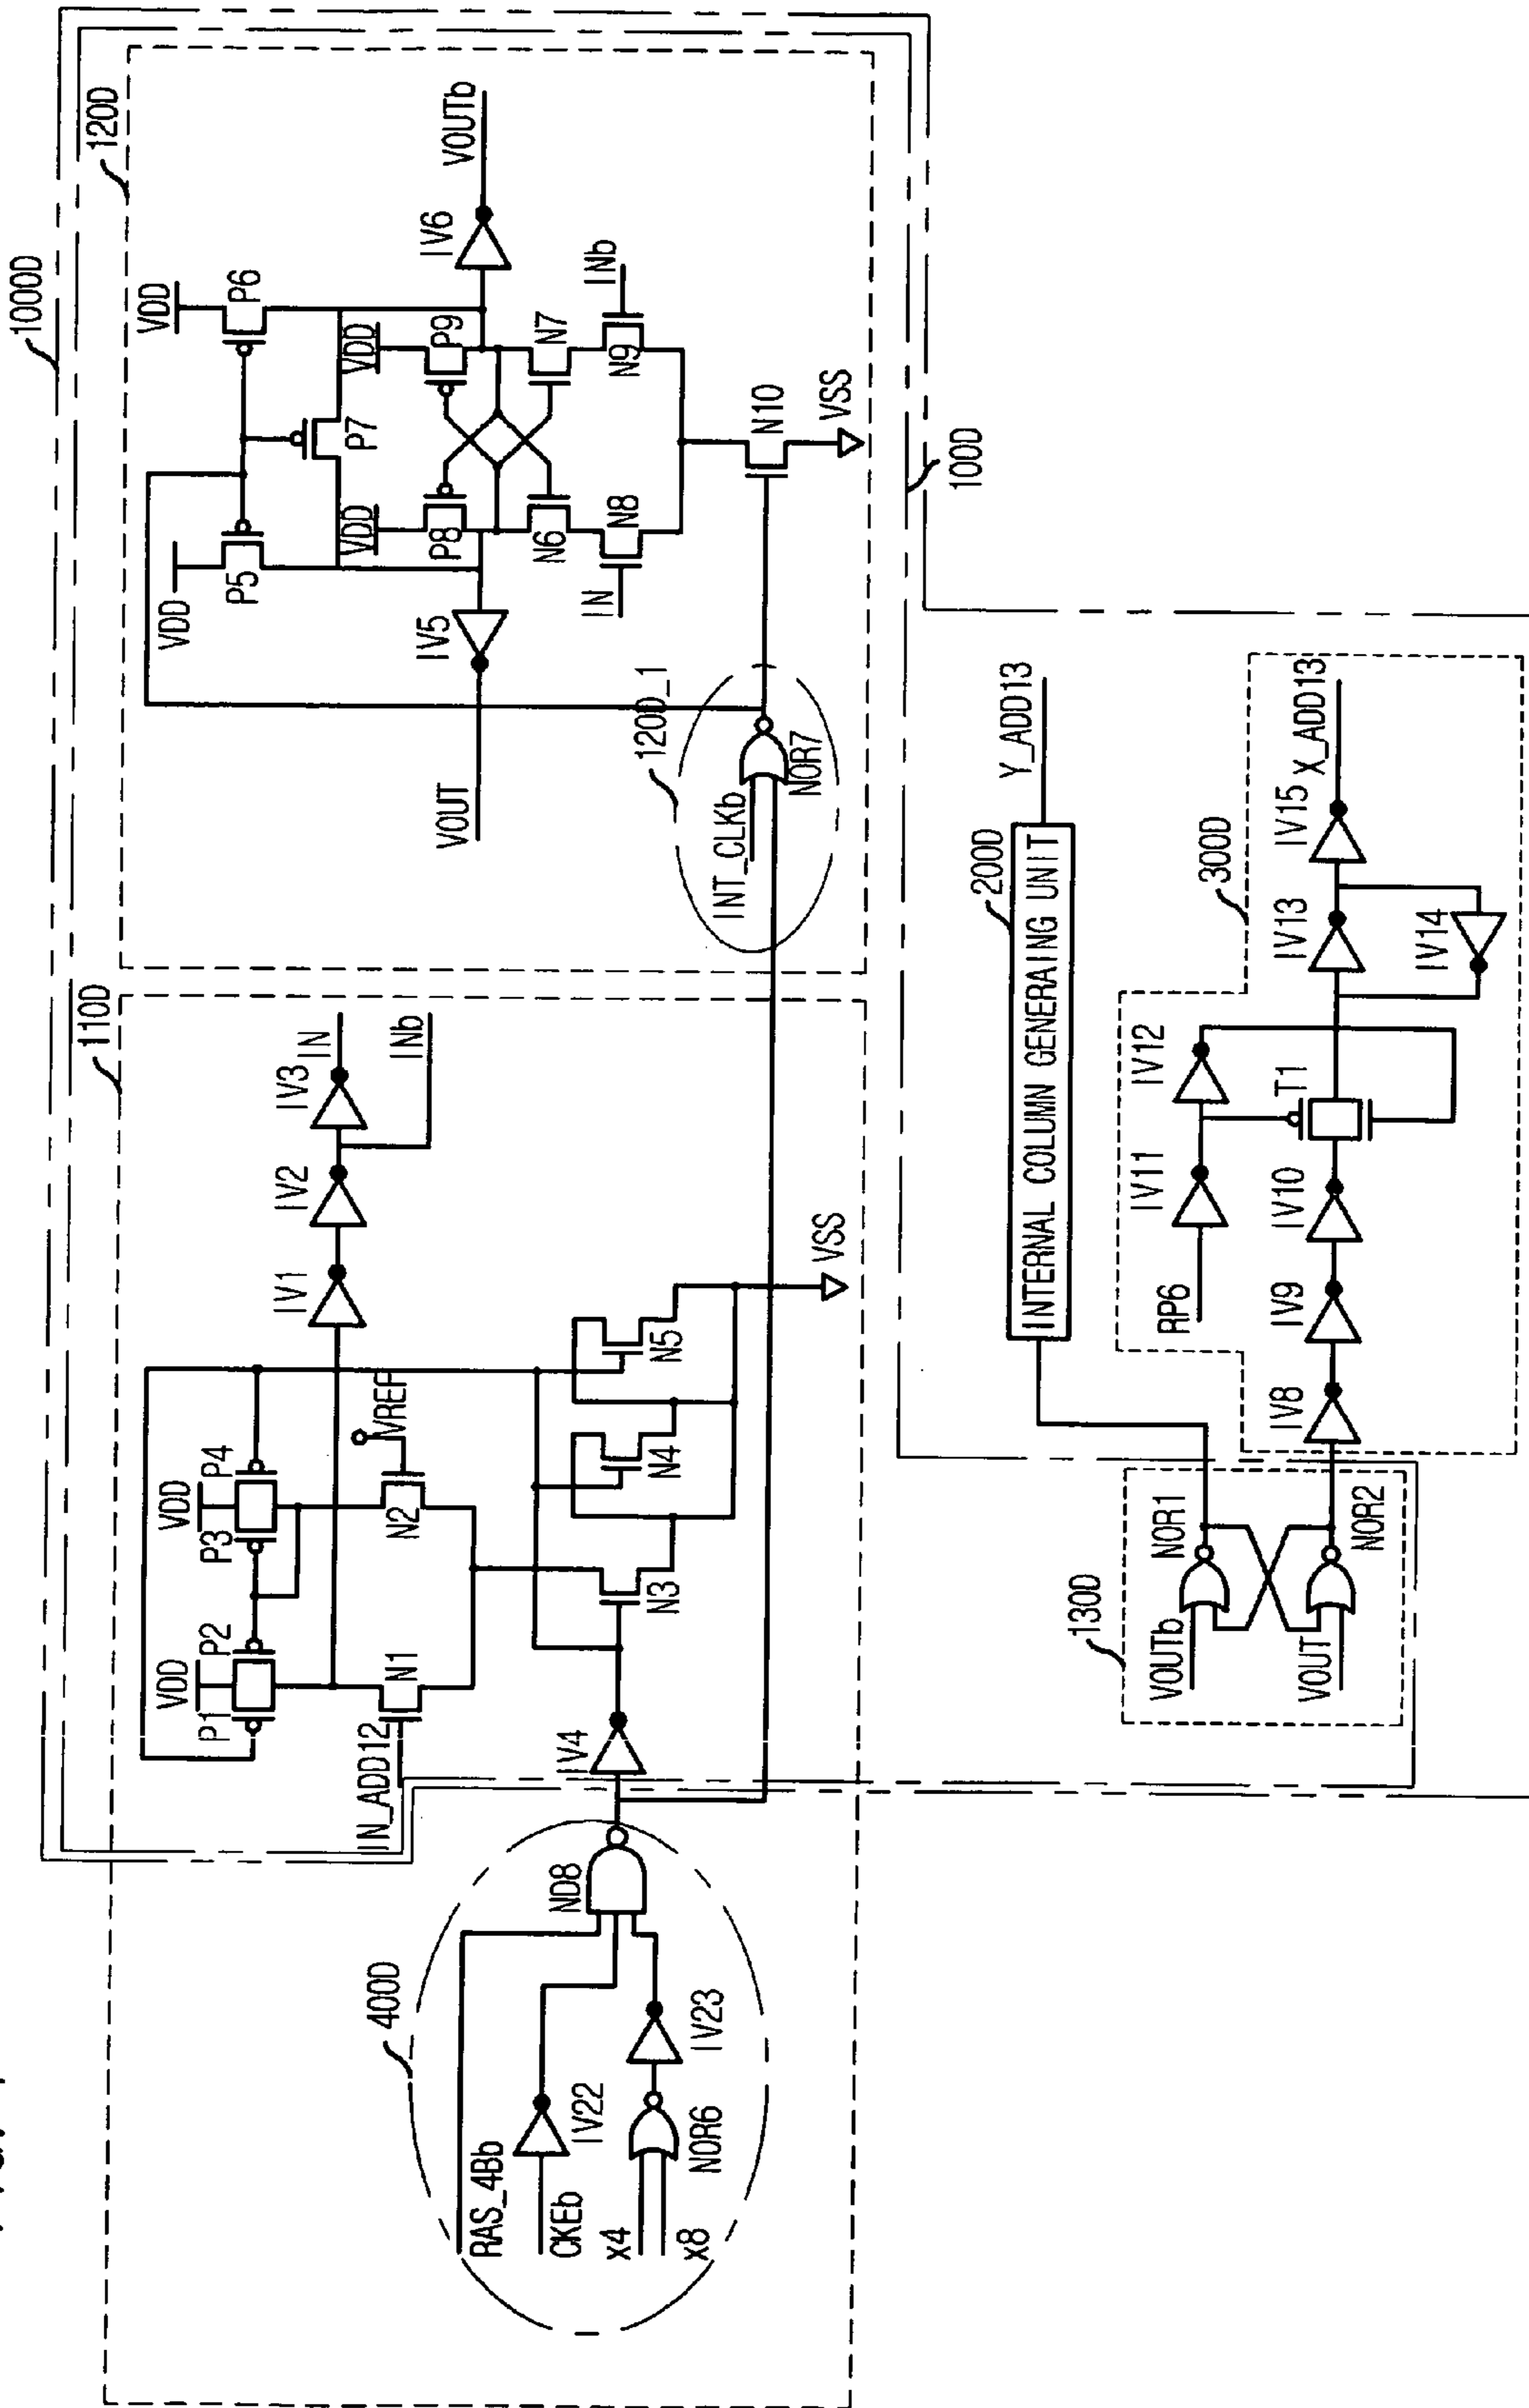 1000D
120D
VDD
P6
VDD
P5
P7
VDD
P9
VDD
P8
IV6
VOUTb
IV5
VOUT
N6
N7
IN
N8
N9
INb
N10
VSS
120D_1
INT_CLKb
NOR7
100D
110D
VDD
P1
P2
VDD
P3
P4
IV1
IV2
IV3
IN
INb
IN_ADD12
N1
N2
VREF
IV4
N3
N4
N5
VSS
400D
RAS_4Bb
CKEb
IV22
x4
x8
NOR6
IV23
ND8
200D
INTERNAL COLUMN GENERAING UNIT
Y_ADD13
130D
VOUTb
NOR1
VOUT
NOR2
300D
RP6
IV11
IV12
IV8
IV9
IV10
T1
IV13
IV14
IV15
X_ADD13